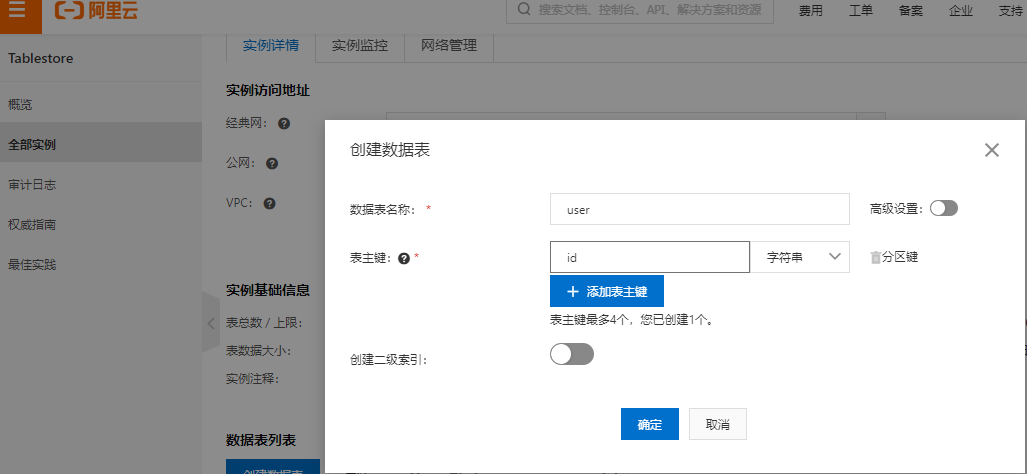 阿里云
搜索文档、控制台、API、解决方案和资源
费用 工单 备案 企业 支持
Tablestore
概览
全部实例
审计日志
权威指南
最佳实践
实例详情 实例监控 网络管理
实例访问地址
经典网：
公网：
VPC：
实例基础信息
表总数 / 上限：
表数据大小：
实例注释：
数据表列表
创建数据表
创建数据表
数据表名称： *
user
高级设置：
表主键： *
id
字符串
分区键
添加表主键
表主键最多4个，您已创建1个。
创建二级索引：
确定
取消